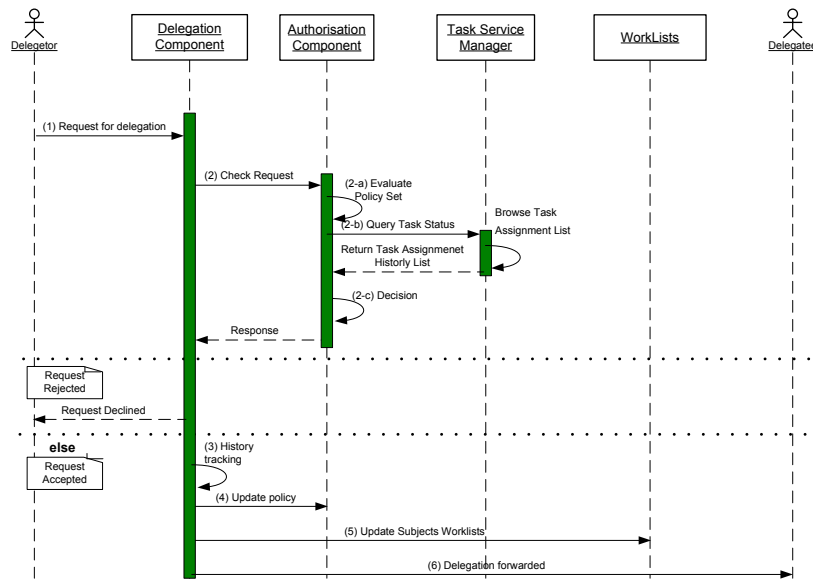 Delegetor
Delegation
Component
Authorisation
Component
Task Service
Manager
WorkLists
Delegatee
(1) Request for delegation
(2) Check Request
(2-a) Evaluate
Policy Set
(2-b) Query Task Status
Browse Task
Assignment List
Return Task Assignmenet
Historly List
(2-c) Decision
Response
Request
Rejected
Request Declined
else
Request
Accepted
(3) History
tracking
(4) Update policy
(5) Update Subjects Worklists
(6) Delegation forwarded